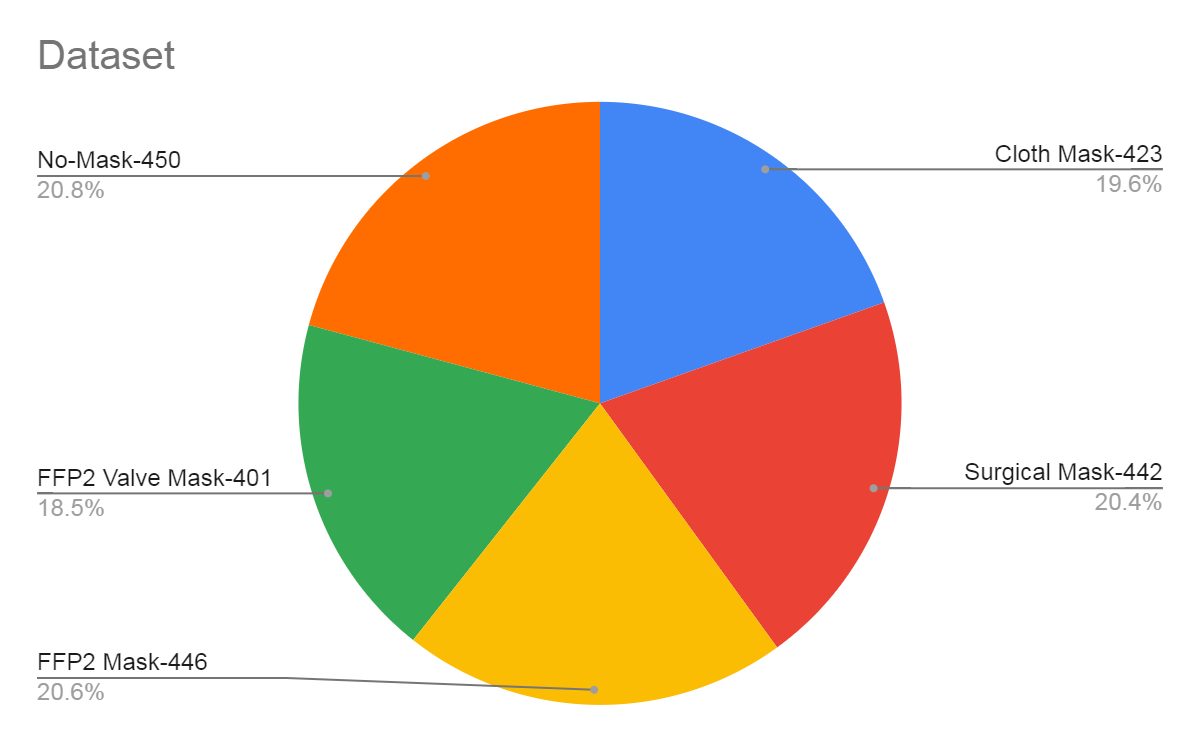 Dataset
No-Mask-450
20.8%
Cloth Mask-423
19.6%
FFP2 Valve Mask-401
18.5%
Surgical Mask-442
20.4%
FFP2 Mask-446
20.6%